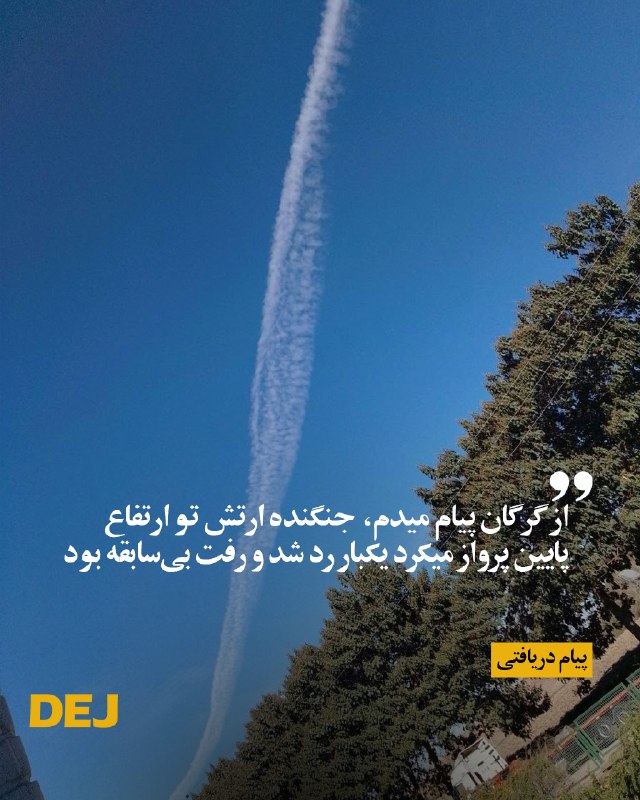 از گرگان پیام میدم، جنگنده ارتش تو ارتفاع
پایین پرواز میکرد یکبار رد شد و رفت بی‌سابقه بود
پیام دریافتی
DEJ